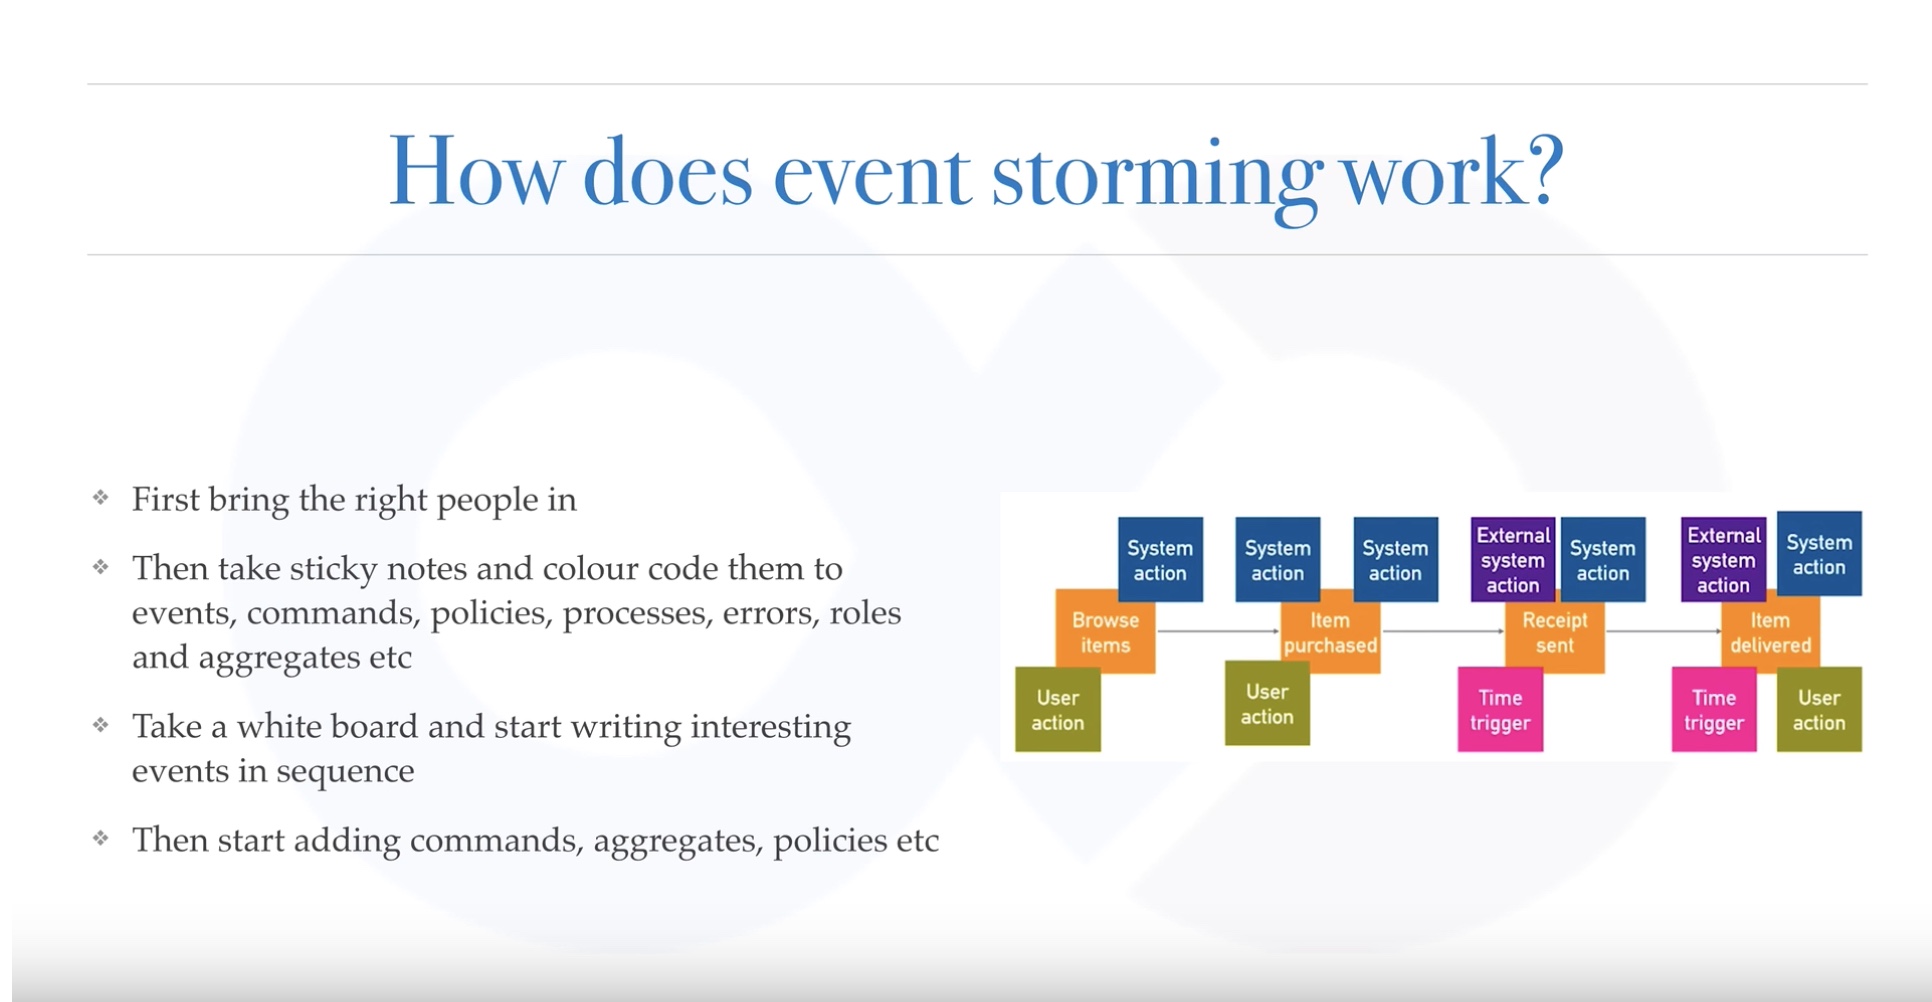 How does event storming work?
First bring the right people in
Then take sticky notes and colour code them to
events, commands, policies, processes, errors, roles
and aggregates etc
Take a white board and start writing interesting
events in sequence
Then start adding commands, aggregates, policies etc
System
action
System
action
System
action
External
system
action
System
action
External
system
action
System
action
Browse
items
Item
purchased
Receipt
sent
Item
delivered
User
action
User
action
Time
trigger
Time
trigger
User
action